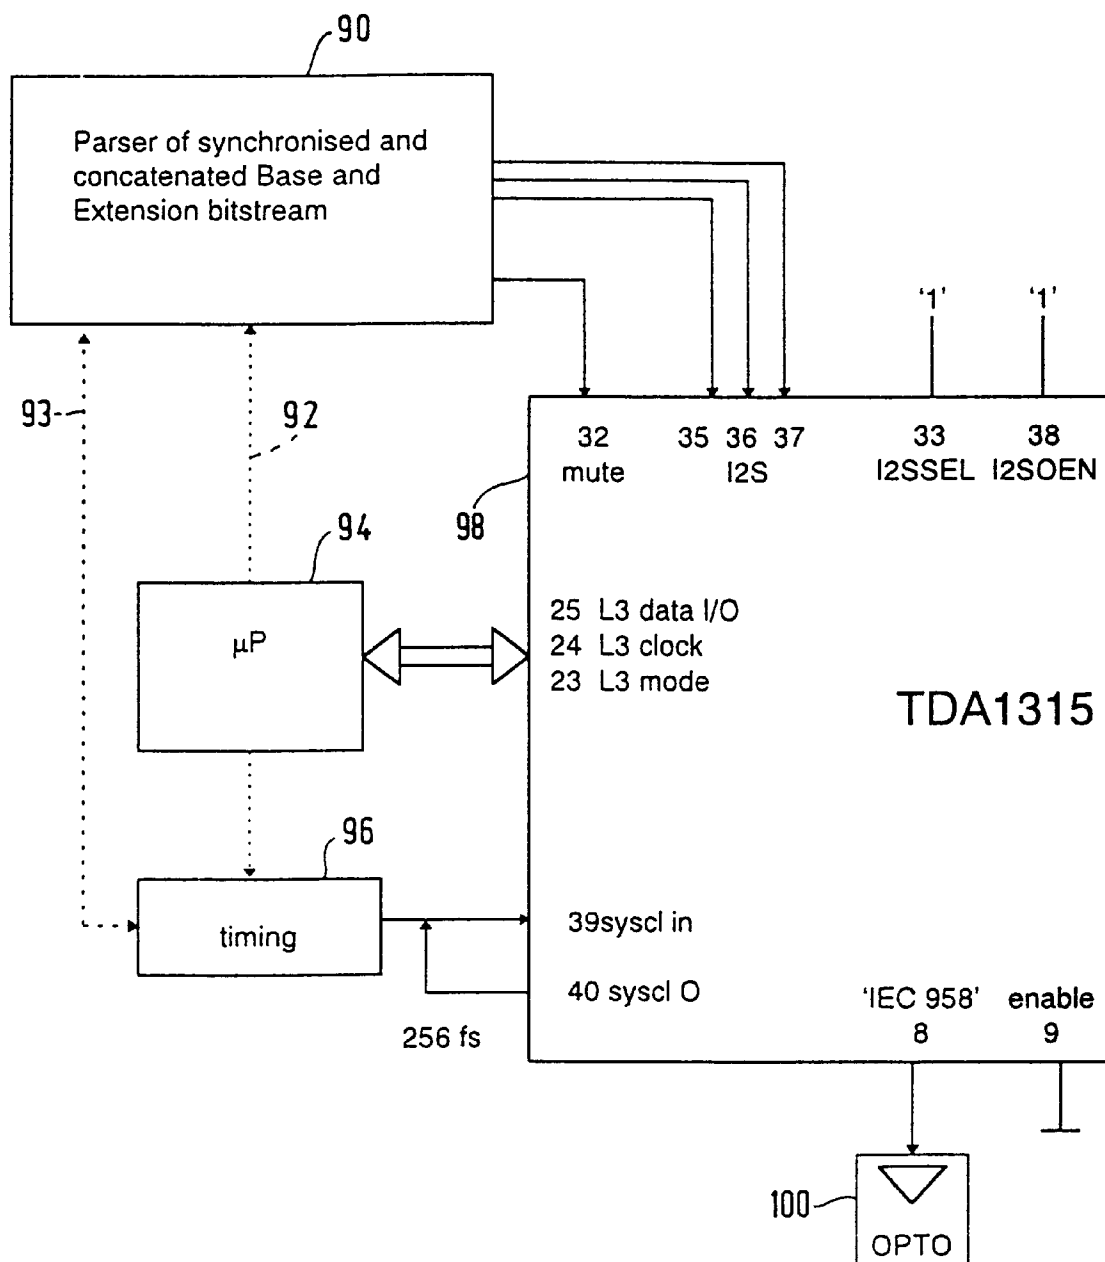 90
Parser of synchronised and
concatenated Base and
Extension bitstream
'1' '1'
93
92
32 35 36 37 33 38
mute I2S I2SSEL I2SOEN
98
94
μP
25 L3 data I/O
24 L3 clock
23 L3 mode
TDA1315
96
timing
39syscl in
40 syscl O
256 fs
'IEC 958' enable
8 9
100
OPTO